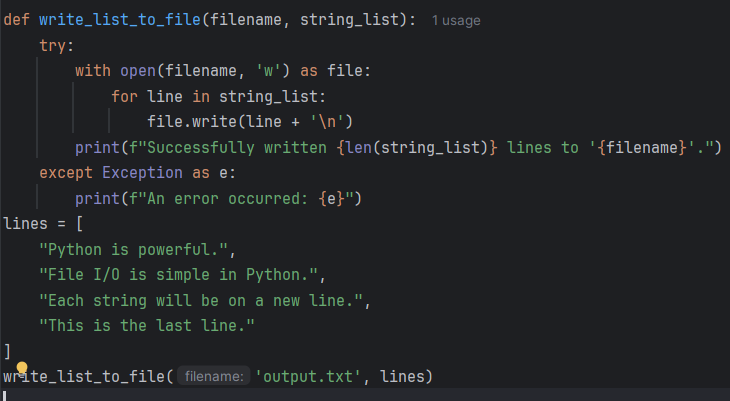 def write_list_to_file(filename, string_list): 1 usage
    try:
        with open(filename, 'w') as file:
            for line in string_list:
                file.write(line + '\n')
        print(f"Successfully written {len(string_list)} lines to '{filename}'.")
    except Exception as e:
        print(f"An error occurred: {e}")
lines = [
    "Python is powerful.",
    "File I/O is simple in Python.",
    "Each string will be on a new line.",
    "This is the last line."
]
write_list_to_file( filename: 'output.txt', lines)